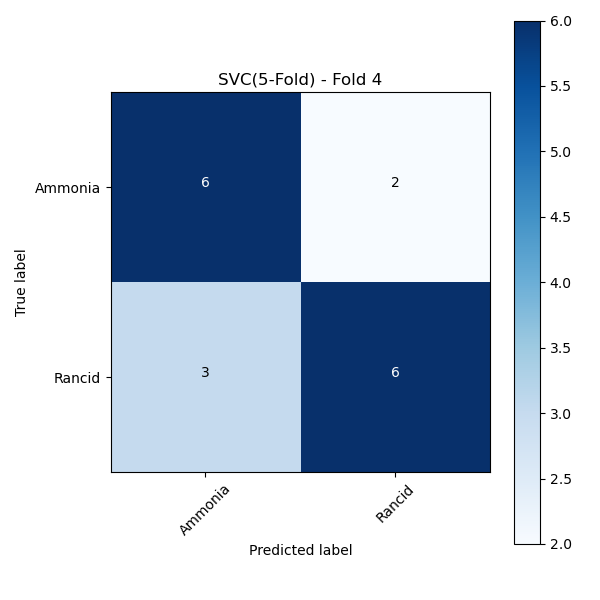 SVC(5-Fold) - Fold 4
True label
Ammonia
Rancid
6
2
3
6
Ammonia
Rancid
Predicted label
6.0
5.5
5.0
4.5
4.0
3.5
3.0
2.5
2.0